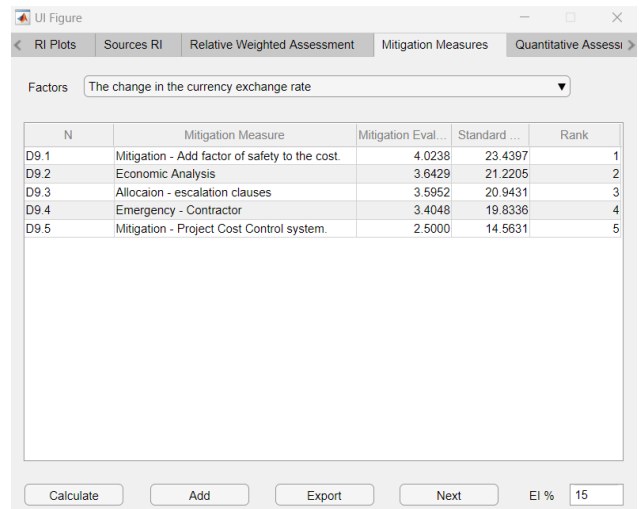 UI Figure
RI Plots Sources RI Relative Weighted Assessment Mitigation Measures Quantitative Assessi
Factors The change in the currency exchange rate
N Mitigation Measure Mitigation Eval... Standard ... Rank
D9.1 Mitigation - Add factor of safety to the cost. 4.0238 23.4397 1
D9.2 Economic Analysis 3.6429 21.2205 2
D9.3 Allocaion - escalation clauses 3.5952 20.9431 3
D9.4 Emergency - Contractor 3.4048 19.8336 4
D9.5 Mitigation - Project Cost Control system. 2.5000 14.5631 5
Calculate Add Export Next EI % 15